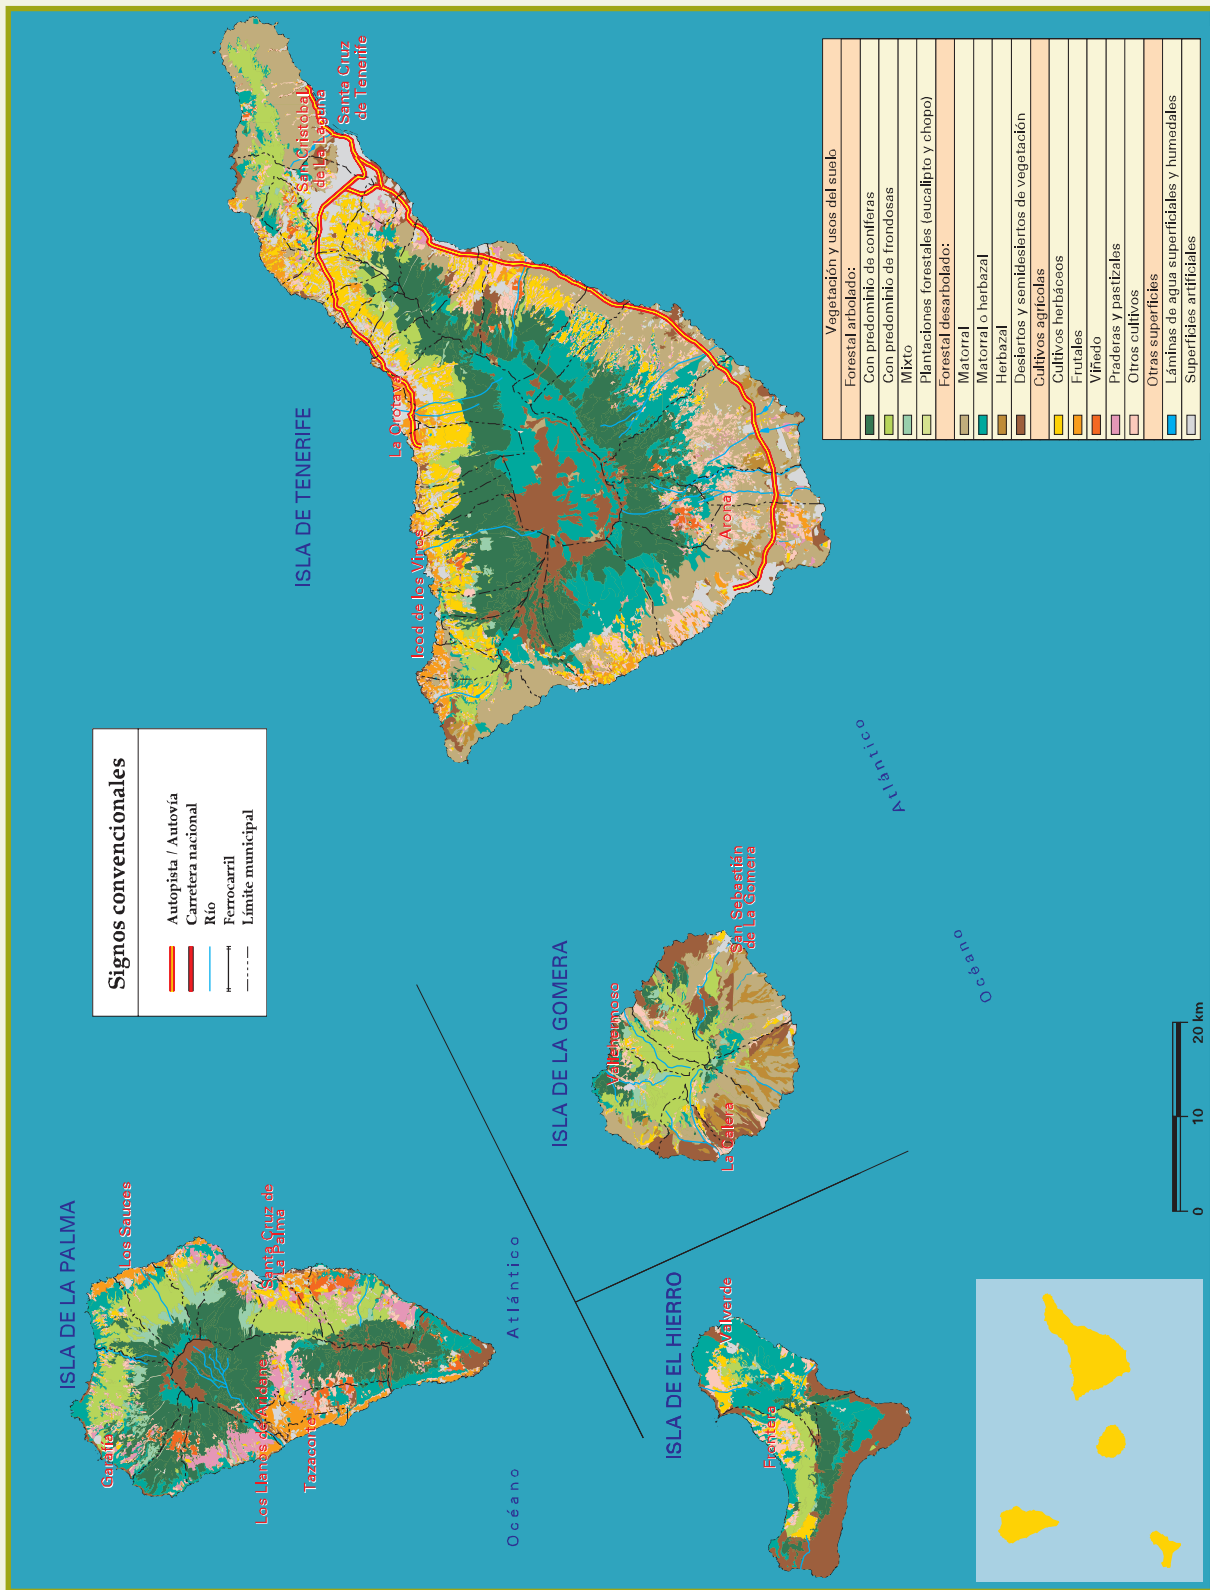 ISLA DE LA PALMA
Los Sauces
Garafía
Santa Cruz de
La Palma
Los Llanos de Aridane
Tazacorte
Océano
Atlántico
Signos convencionales
Autopista / Autovía
Carretera nacional
Río
Ferrocarril
Límite municipal
ISLA DE TENERIFE
San Cristobal
de La Laguna
Santa Cruz
de Tenerife
La Orotava
Icod de los Vinos
Arona
ISLA DE LA GOMERA
Vallehermoso
San Sebastián
de La Gomera
La Calera
ISLA DE EL HIERRO
Valverde
Frontera
Océano
Atlántico
Vegetación y usos del suelo
Forestal arbolado:
Con predominio de coníferas
Con predominio de frondosas
Mixto
Plantaciones forestales (eucalipto y chopo)
Forestal desarbolado:
Matorral
Matorral o herbazal
Herbazal
Desiertos y semidesiertos de vegetación
Cultivos agrícolas
Cultivos herbáceos
Frutales
Viñedo
Praderas y pastizales
Otros cultivos
Otras superficies
Láminas de agua superficiales y humedales
Superficies artificiales
0
10
20 km